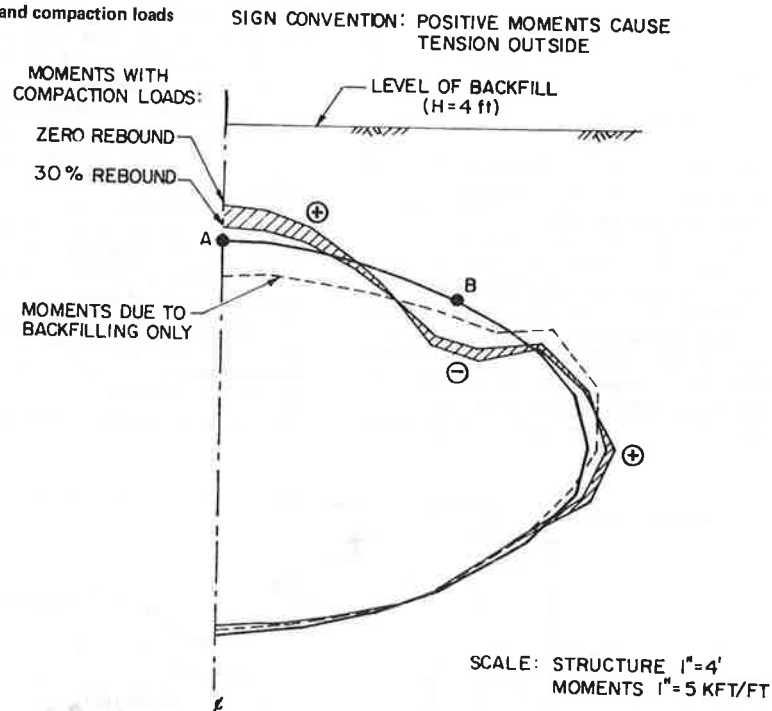 and compaction loads
SIGN CONVENTION: POSITIVE MOMENTS CAUSE
TENSION OUTSIDE
MOMENTS WITH
COMPACTION LOADS:
LEVEL OF BACKFILL
(H=4 ft)
ZERO REBOUND
30% REBOUND
+
A
B
MOMENTS DUE TO
BACKFILLING ONLY
−
+
SCALE: STRUCTURE 1"=4'
MOMENTS 1"=5 KFT/FT
℄